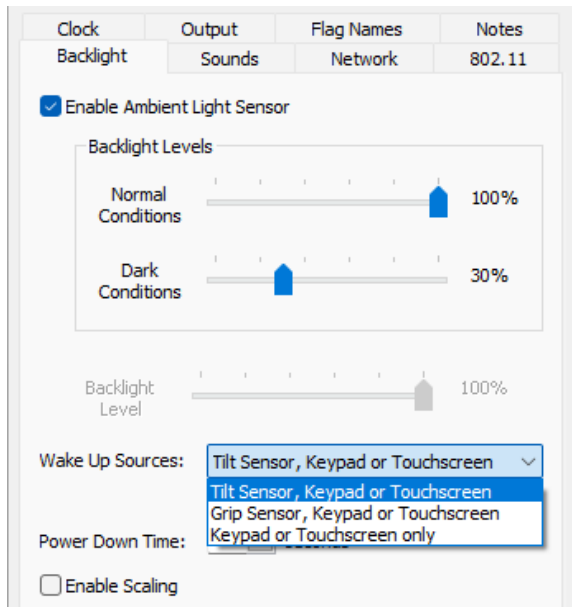 Clock Output Flag Names Notes
Backlight Sounds Network 802.11
Enable Ambient Light Sensor
Backlight Levels
Normal
Conditions
100%
Dark
Conditions
30%
Backlight
Level
100%
Wake Up Sources: Tilt Sensor, Keypad or Touchscreen
Tilt Sensor, Keypad or Touchscreen
Grip Sensor, Keypad or Touchscreen
Keypad or Touchscreen only
Power Down Time:
Enable Scaling